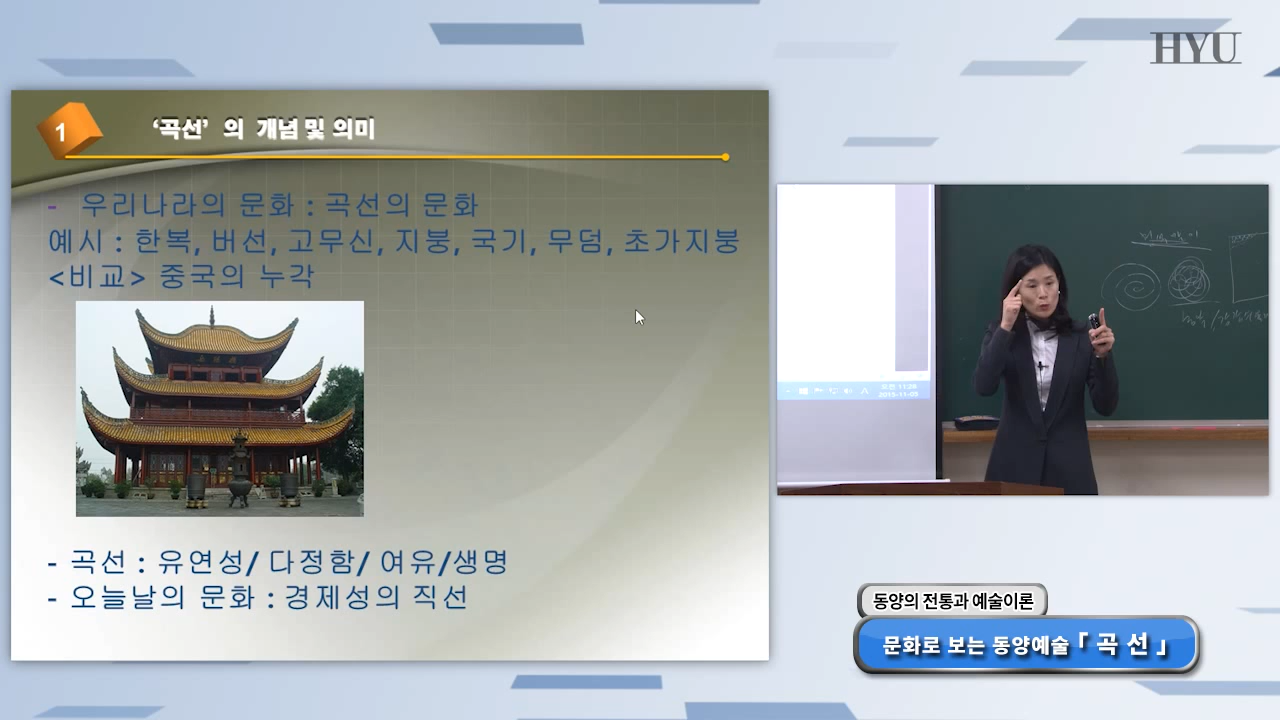 HYU
1
‘곡선’ 의 개념 및 의미
- 우리나라의 문화 : 곡선의 문화
예시 : 한복, 버선, 고무신, 지붕, 국기, 무덤, 초가지붕
<비교> 중국의 누각
- 곡선 : 유연성/ 다정함/ 여유/생명
- 오늘날의 문화 : 경제성의 직선
오전 11:29
동양의 전통과 예술이론
문화로 보는 동양예술「 곡 선 」